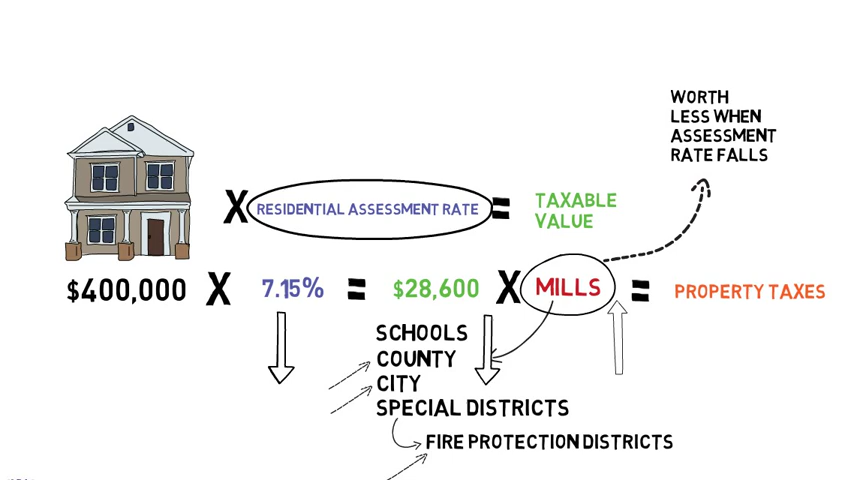 WORTH
LESS WHEN
ASSESSMENT
RATE FALLS
X RESIDENTIAL ASSESSMENT RATE = TAXABLE
VALUE
$400,000 X 7.15% = $28,600 X MILLS = PROPERTY TAXES
SCHOOLS
COUNTY
CITY
SPECIAL DISTRICTS
FIRE PROTECTION DISTRICTS